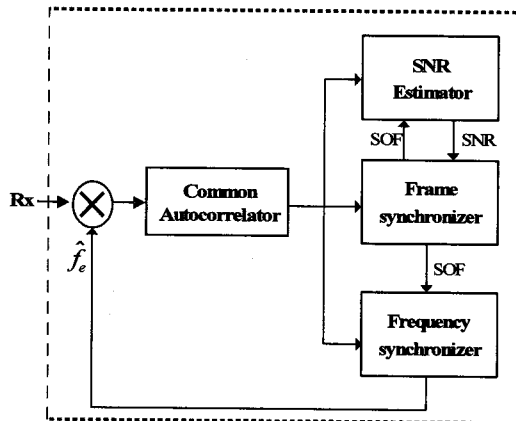 SNR
Estimator
SOF
SNR
Rx
Common
Autocorrelator
Frame
synchronizer
f̂e
SOF
Frequency
synchronizer